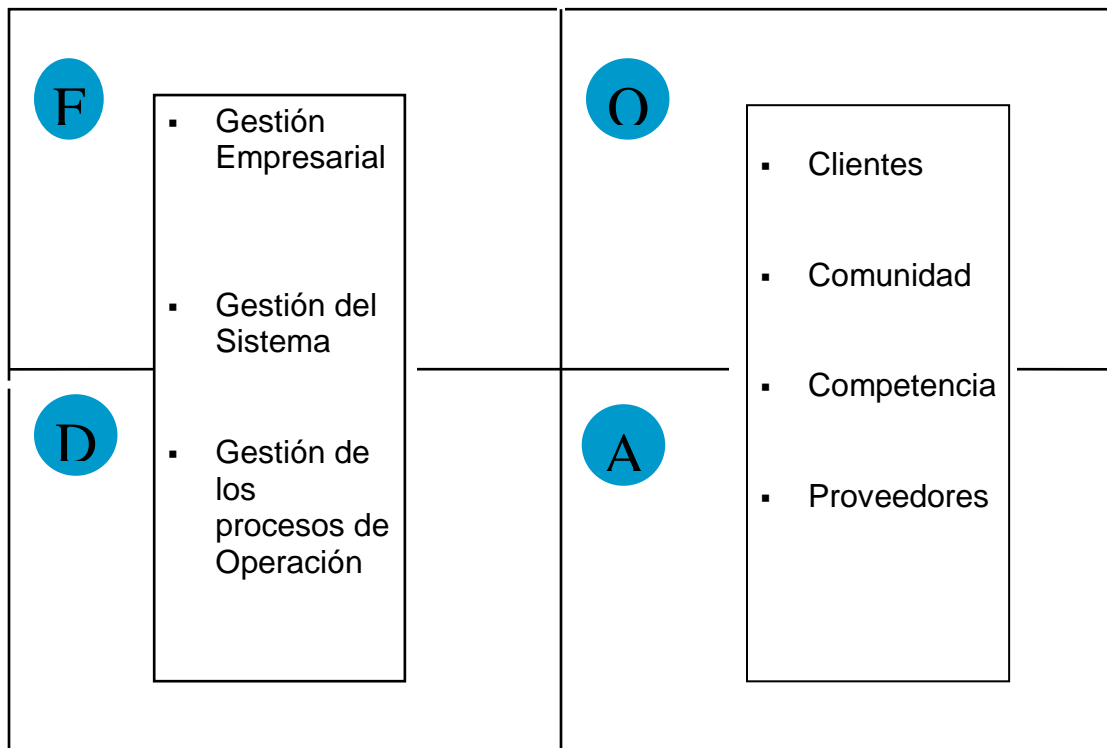 F
▪ Gestión
Empresarial
▪ Gestión del
Sistema
D
▪ Gestión de
los
procesos de
Operación
O
▪ Clientes
▪ Comunidad
▪ Competencia
A
▪ Proveedores